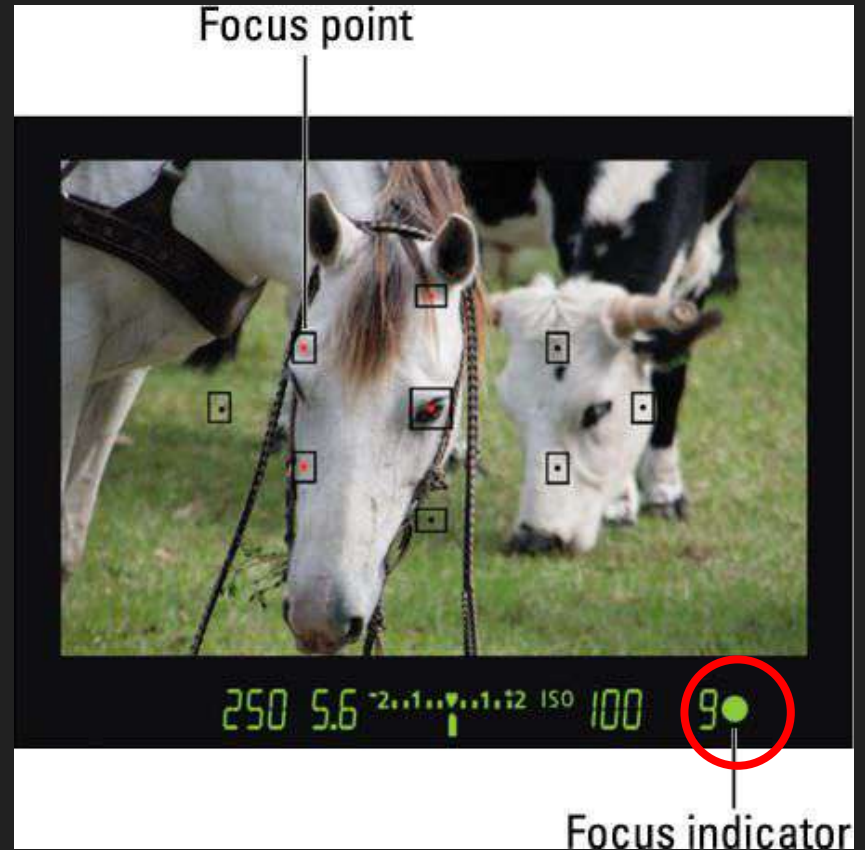 Focus point
250 5.6 -2..1..▼..1..+2 ISO 100 9●
Focus indicator